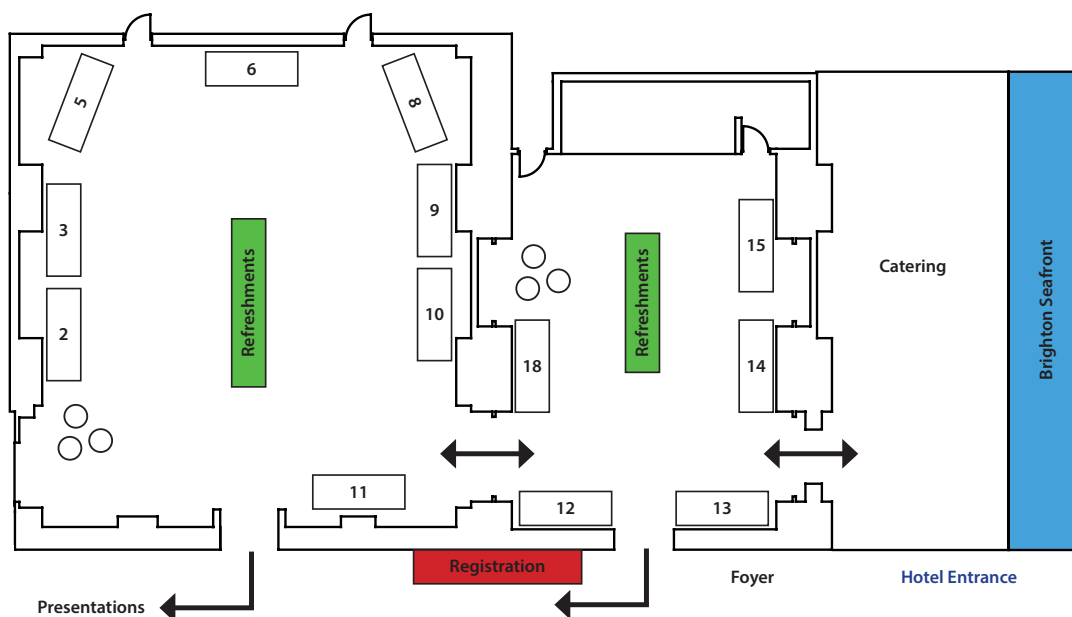 6
5
8
3
9
15
2
10
18
14
Refreshments
Refreshments
Catering
Brighton Seafront
11
12
13
Registration
Foyer
Hotel Entrance
Presentations